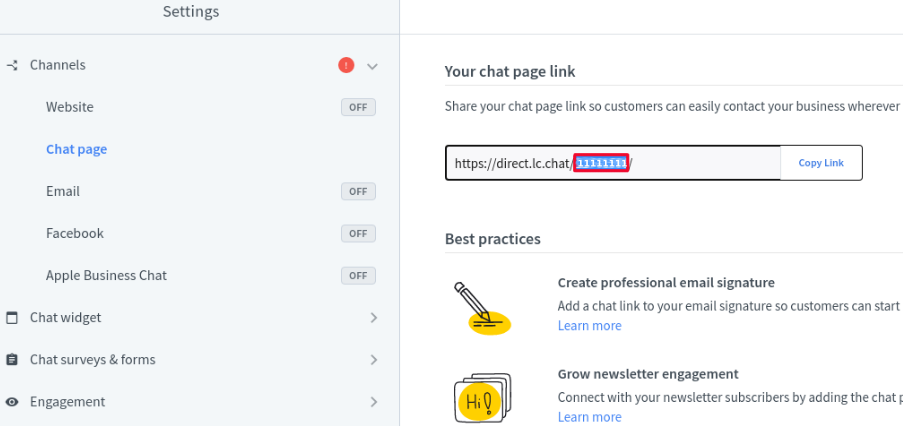 Settings
Channels !
Website OFF
Chat page
Email OFF
Facebook OFF
Apple Business Chat OFF
Chat widget
Chat surveys & forms
Engagement
Your chat page link
Share your chat page link so customers can easily contact your business wherever
https://direct.lc.chat/11111111/ Copy Link
Best practices
Create professional email signature
Add a chat link to your email signature so customers can start
Learn more
Hi!
Grow newsletter engagement
Connect with your newsletter subscribers by adding the chat p
Learn more